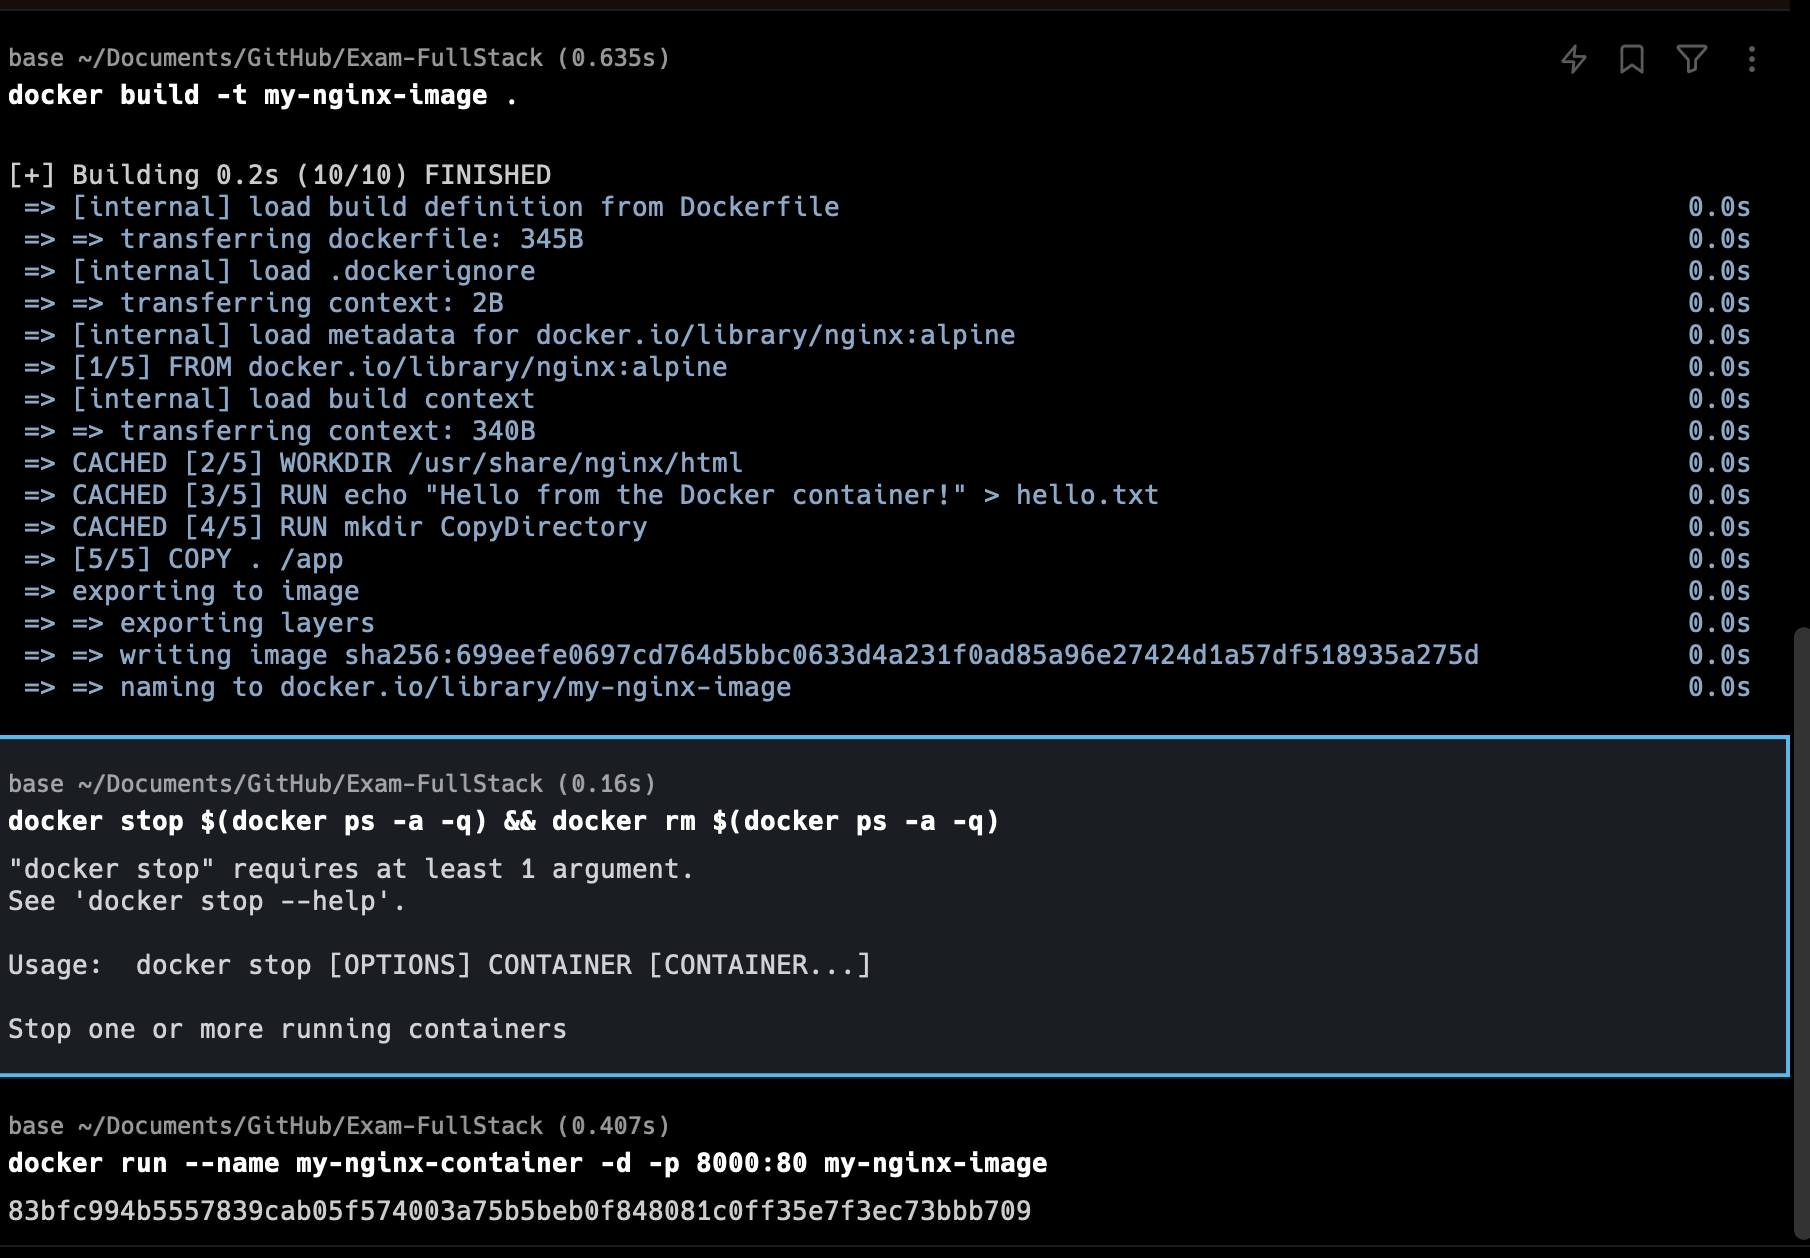 base ~/Documents/GitHub/Exam-FullStack (0.635s)
docker build -t my-nginx-image .
[+] Building 0.2s (10/10) FINISHED
=> [internal] load build definition from Dockerfile 0.0s
=> => transferring dockerfile: 345B 0.0s
=> [internal] load .dockerignore 0.0s
=> => transferring context: 2B 0.0s
=> [internal] load metadata for docker.io/library/nginx:alpine 0.0s
=> [1/5] FROM docker.io/library/nginx:alpine 0.0s
=> [internal] load build context 0.0s
=> => transferring context: 340B 0.0s
=> CACHED [2/5] WORKDIR /usr/share/nginx/html 0.0s
=> CACHED [3/5] RUN echo "Hello from the Docker container!" > hello.txt 0.0s
=> CACHED [4/5] RUN mkdir CopyDirectory 0.0s
=> [5/5] COPY . /app 0.0s
=> exporting to image 0.0s
=> => exporting layers 0.0s
=> => writing image sha256:699eefe0697cd764d5bbc0633d4a231f0ad85a96e27424d1a57df518935a275d 0.0s
=> => naming to docker.io/library/my-nginx-image 0.0s
base ~/Documents/GitHub/Exam-FullStack (0.16s)
docker stop $(docker ps -a -q) && docker rm $(docker ps -a -q)
"docker stop" requires at least 1 argument.
See 'docker stop --help'.
Usage:  docker stop [OPTIONS] CONTAINER [CONTAINER...]
Stop one or more running containers
base ~/Documents/GitHub/Exam-FullStack (0.407s)
docker run --name my-nginx-container -d -p 8000:80 my-nginx-image
83bfc994b5557839cab05f574003a75b5beb0f848081c0ff35e7f3ec73bbb709